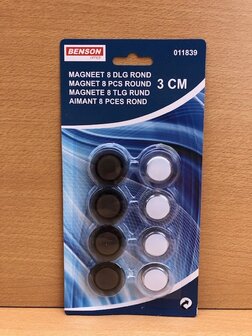 BENSON
011839
MAGNEET 8 DLG ROND
MAGNET 8 PCS ROUND
MAGNETE 8 TLG RUND
AIMANT 8 PCES ROND
3 CM